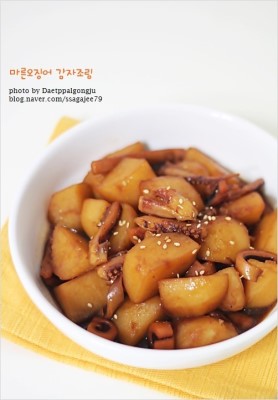 마른오징어 감자조림
photo by Daetppalgongju
blog.naver.com/ssagajee79